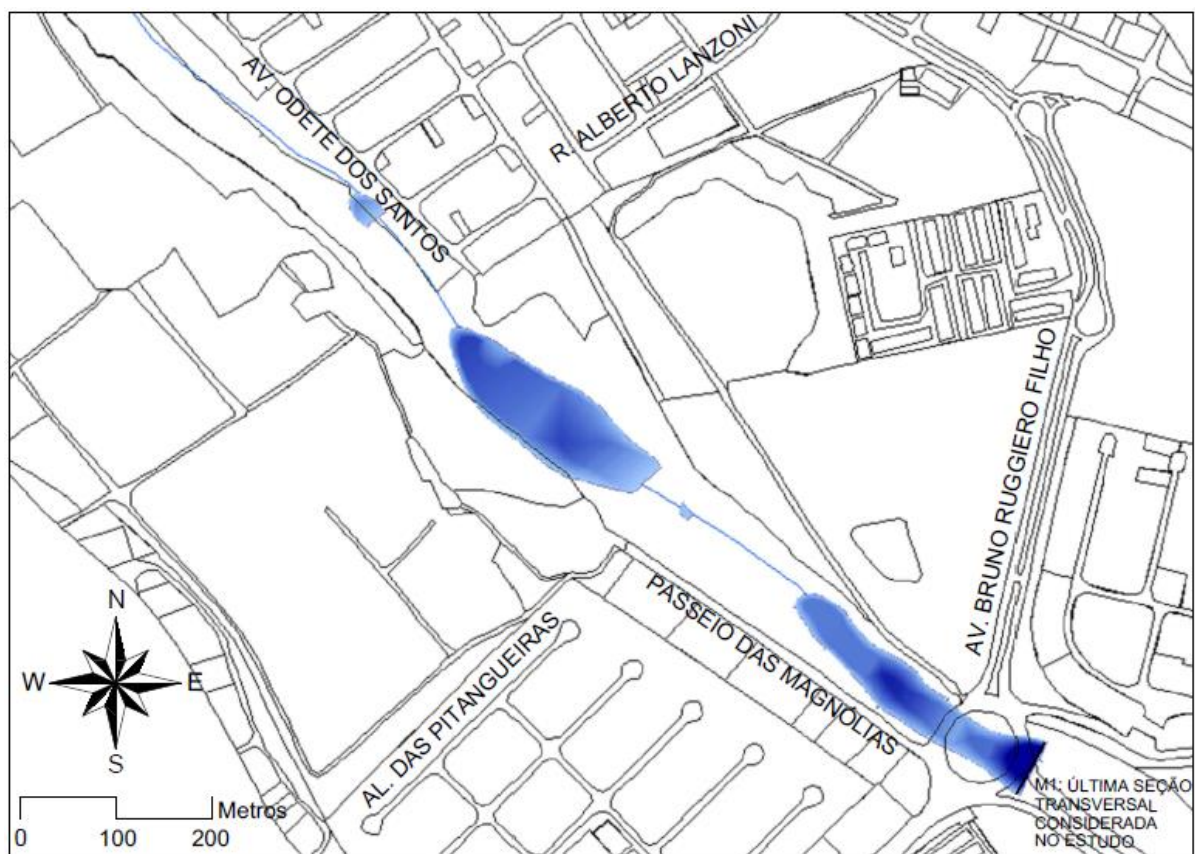 AV. ODETE DOS SANTOS
R. ALBERTO LANZONI
AV. BRUNO RUGGIERO FILHO
PASSEIO DAS MAGNÓLIAS
AL. DAS PITANGUEIRAS
N
W E
S
Metros
0 100 200
M1: ÚLTIMA SEÇÃO
TRANSVERSAL
CONSIDERADA
NO ESTUDO